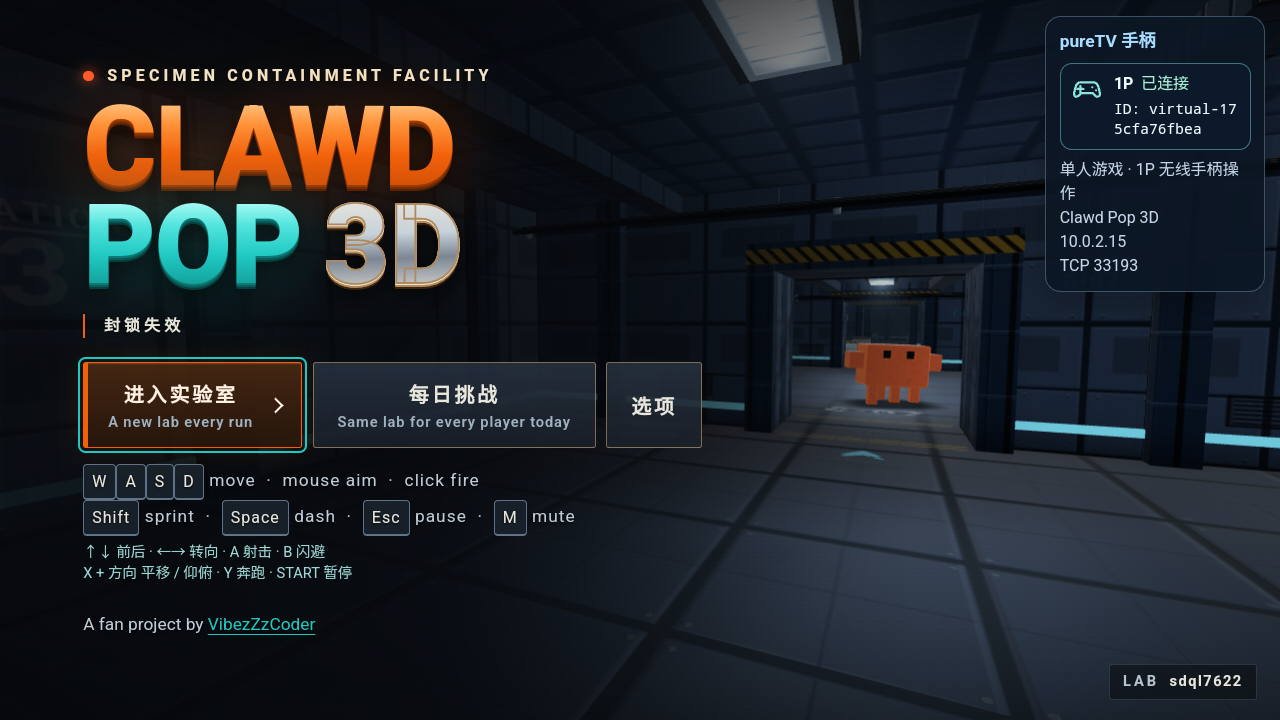 SPECIMEN CONTAINMENT FACILITY
CLAWD
POP 3D
封锁失效
进入实验室
A new lab every run
每日挑战
Same lab for every player today
选项
W A S D move · mouse aim · click fire
Shift sprint · Space dash · Esc pause · M mute
↑↓ 前后 · ←→ 转向 · A 射击 · B 闪避
X + 方向 平移 / 仰俯 · Y 奔跑 · START 暂停
A fan project by VibezZzCoder
pureTV 手柄
1P 已连接
ID: virtual-17
5cfa76fbea
单人游戏 · 1P 无线手柄操
作
Clawd Pop 3D
10.0.2.15
TCP 33193
LAB sdql7622
3